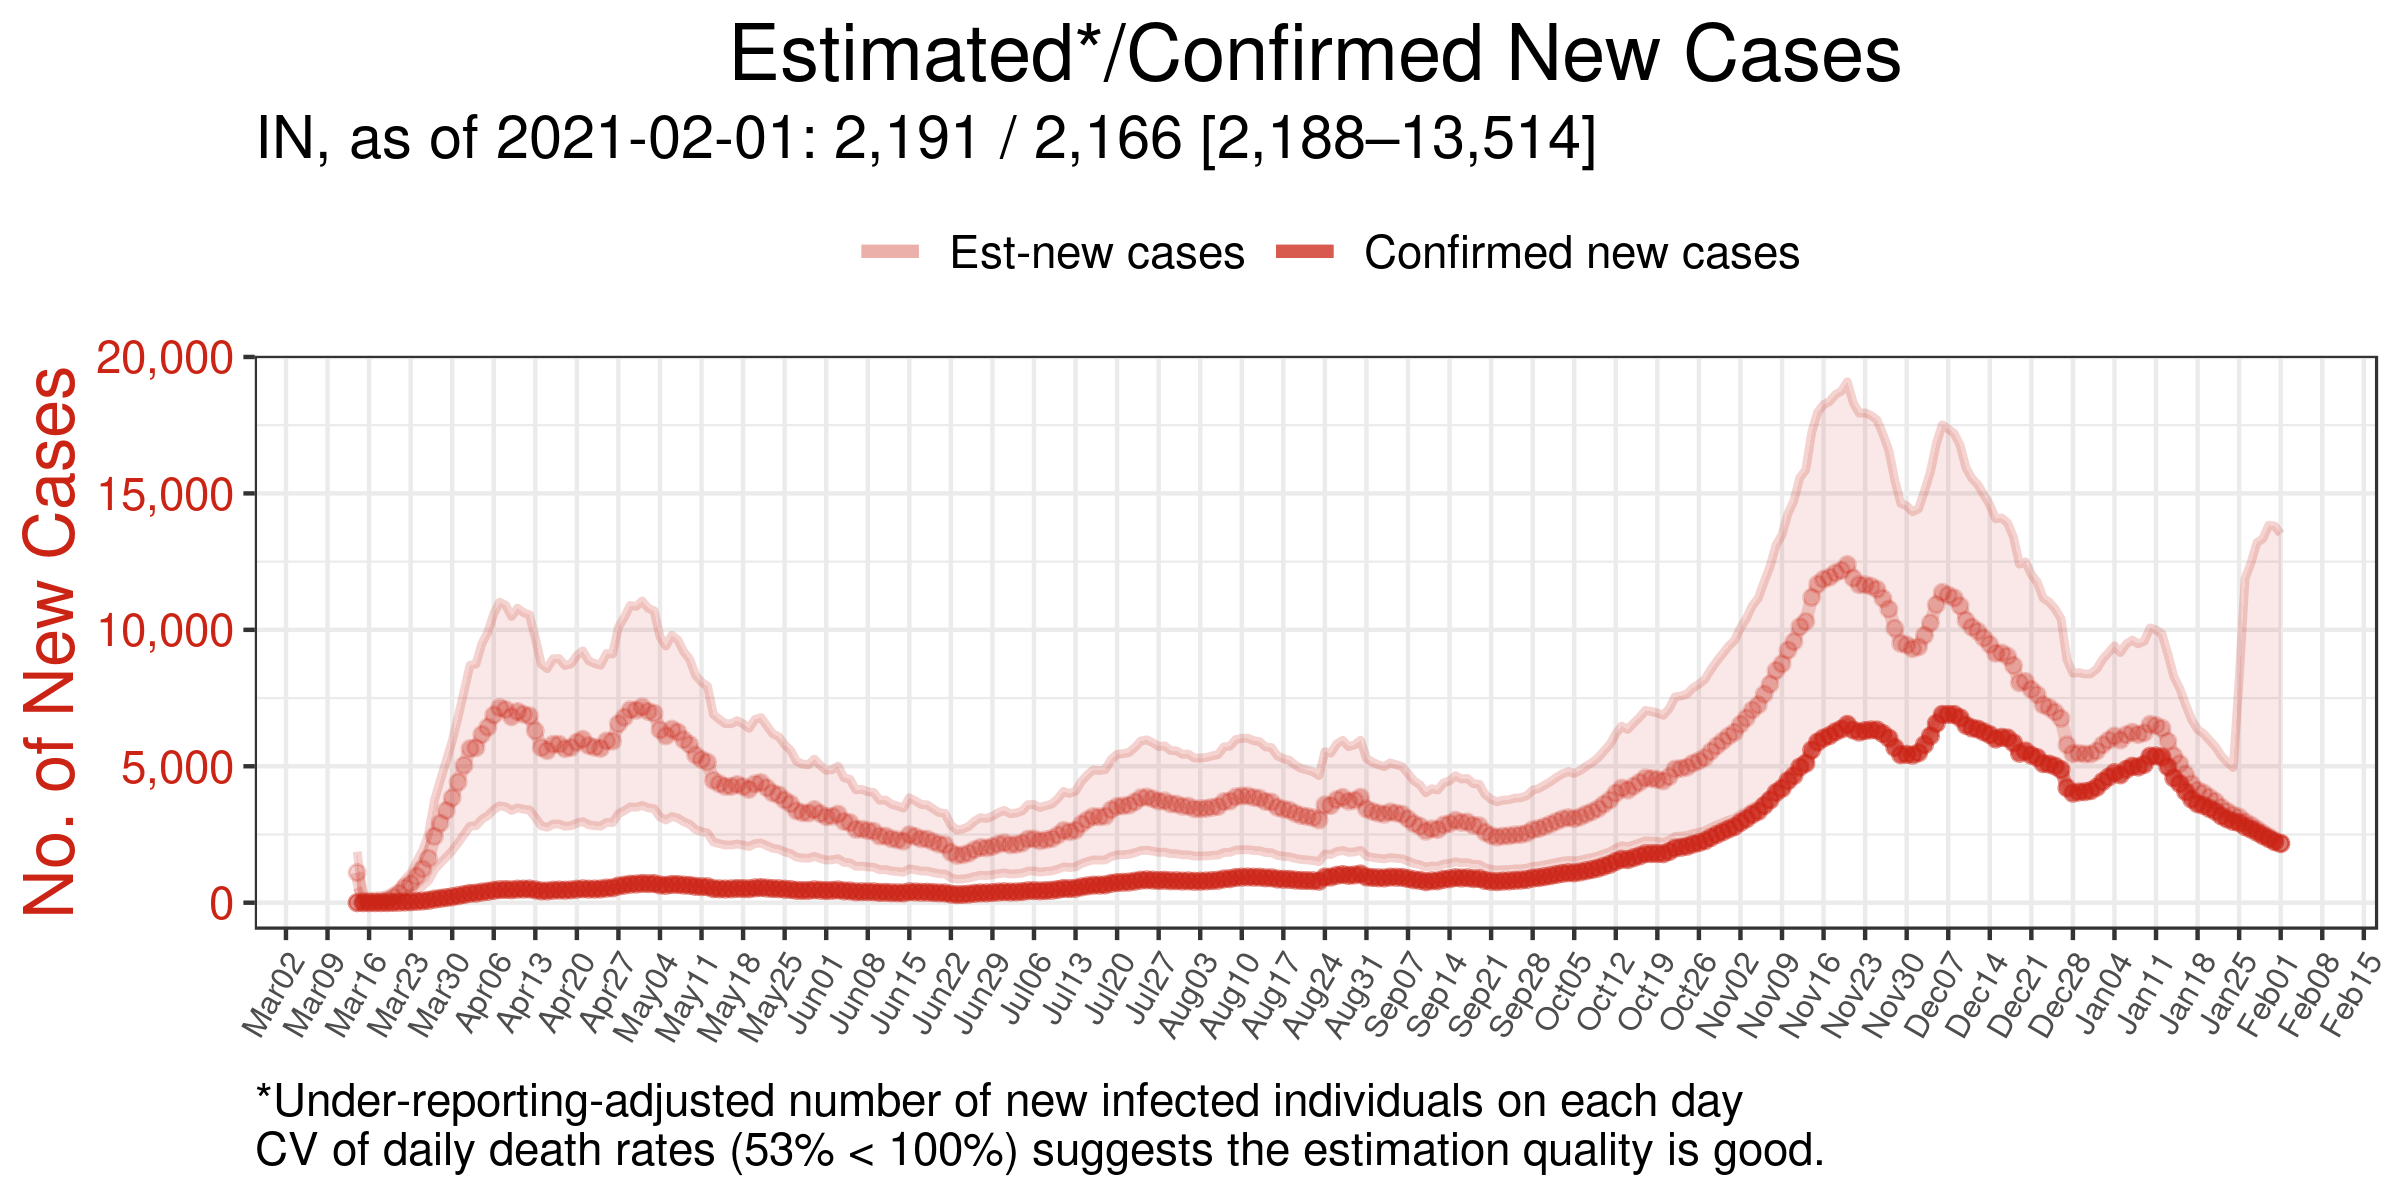 Estimated*/Confirmed New Cases
IN, as of 2021-02-01: 2,191 / 2,166 [2,188–13,514]
Est-new cases
Confirmed new cases
No. of New Cases
20,000
15,000
10,000
5,000
0
Mar02
Mar09
Mar16
Mar23
Mar30
Apr06
Apr13
Apr20
Apr27
May04
May11
May18
May25
Jun01
Jun08
Jun15
Jun22
Jun29
Jul06
Jul13
Jul20
Jul27
Aug03
Aug10
Aug17
Aug24
Aug31
Sep07
Sep14
Sep21
Sep28
Oct05
Oct12
Oct19
Oct26
Nov02
Nov09
Nov16
Nov23
Nov30
Dec07
Dec14
Dec21
Dec28
Jan04
Jan11
Jan18
Jan25
Feb01
Feb08
Feb15
*Under-reporting-adjusted number of new infected individuals on each day
CV of daily death rates (53% < 100%) suggests the estimation quality is good.